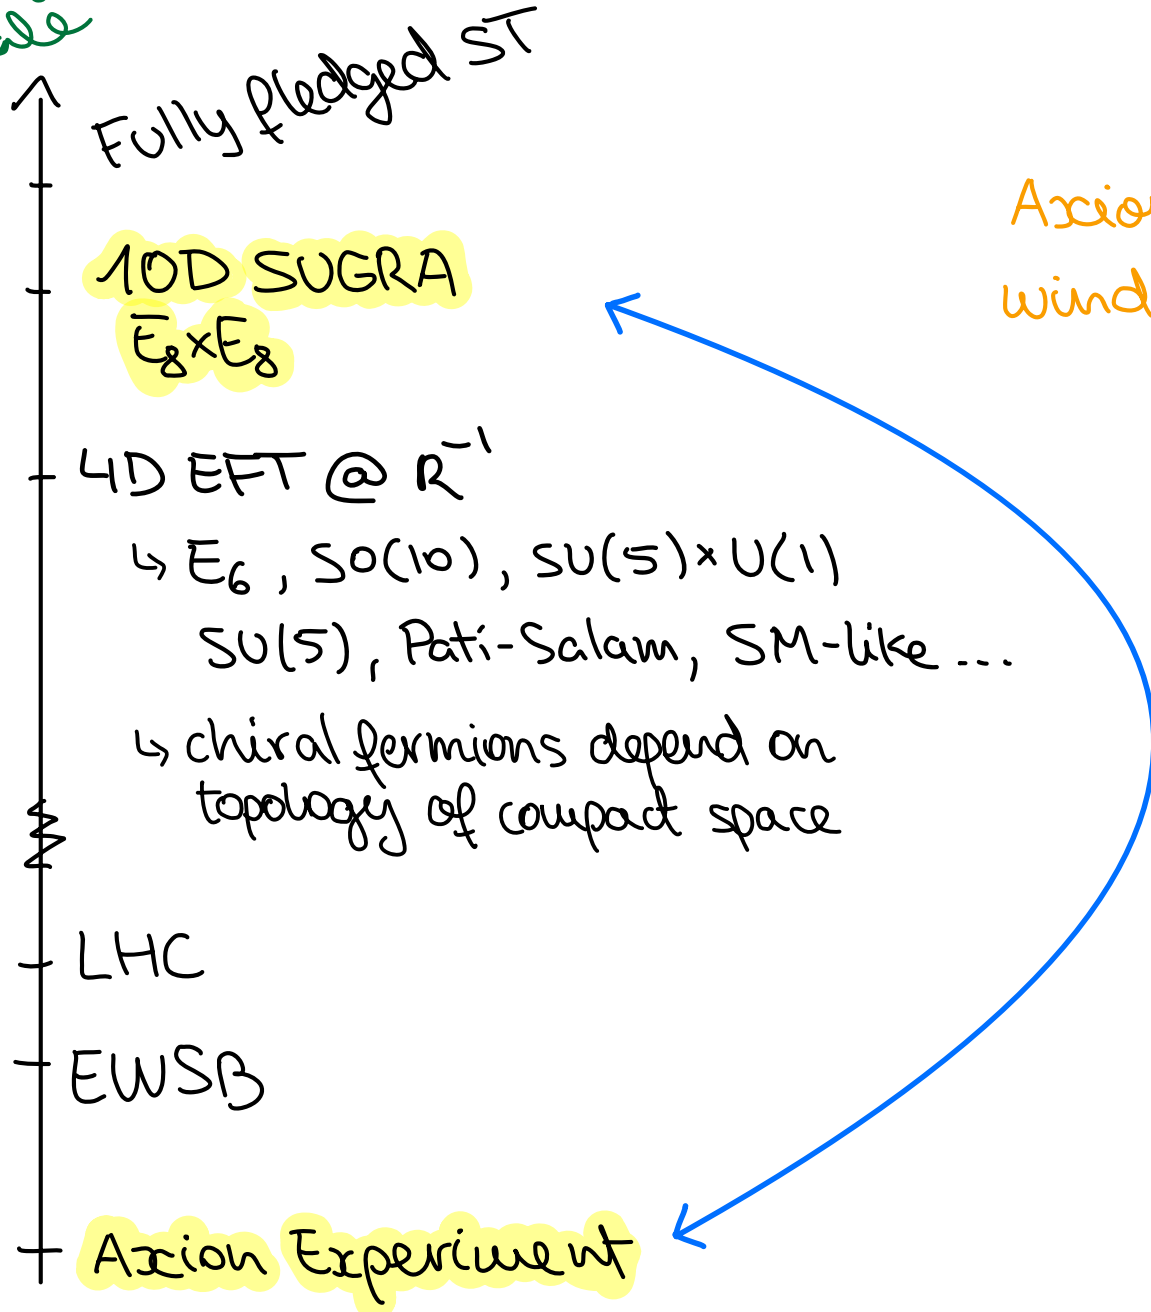 Fully fledged ST
10D SUGRA
E₈×E₈
4D EFT @ R⁻¹
↳ E₆, SO(10), SU(5)×U(1)
SU(5), Pati-Salam, SM-like ...
↳ chiral fermions depend on
topology of compact space
LHC
EWSB
Axion Experiment